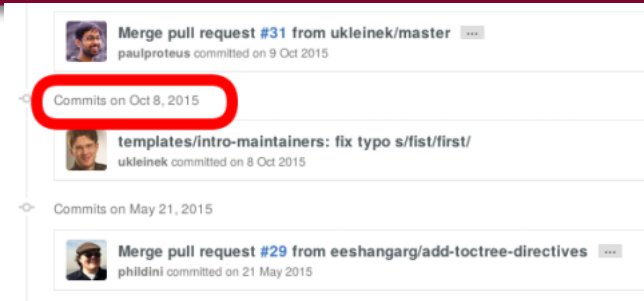 Merge pull request #31 from ukleinek/master ...
paulproteus committed on 9 Oct 2015
Commits on Oct 8, 2015
templates/intro-maintainers: fix typo s/fist/first/
ukleinek committed on 8 Oct 2015
Commits on May 21, 2015
Merge pull request #29 from eeshangarg/add-toctree-directives ...
phildini committed on 21 May 2015